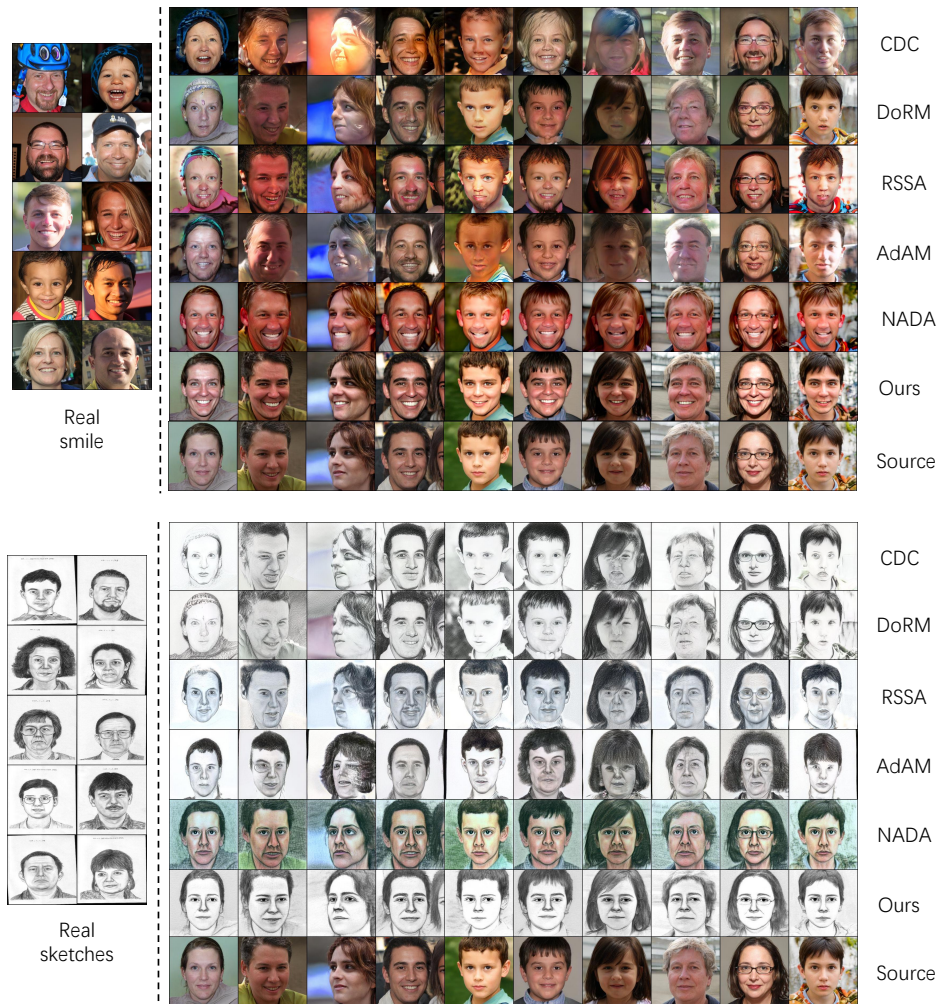 CDC
DoRM
RSSA
AdAM
NADA
Ours
Source
Real
smile
CDC
DoRM
RSSA
AdAM
NADA
Ours
Source
Real
sketches